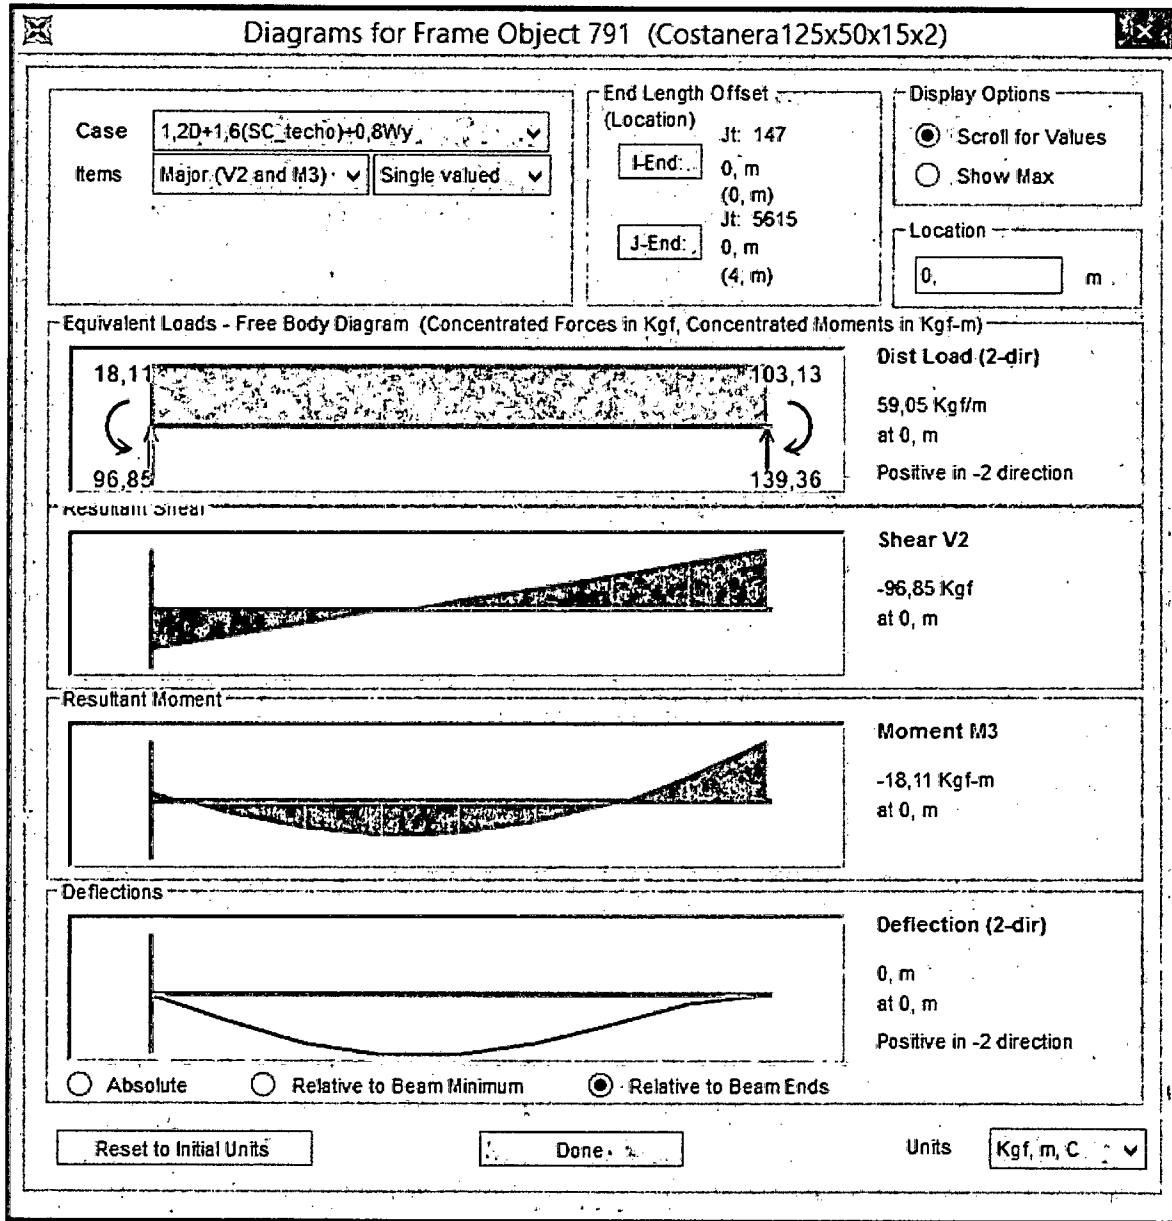 Diagrams for Frame Object 791 (Costanera125x50x15x2)
Case
1,2D+1,6(SC_techo)+0,8Wy
Items
Major (V2 and M3)
Single valued
End Length Offset
(Location)
Jt: 147
I-End:
0, m
(0, m)
Jt: 5615
J-End:
0, m
(4, m)
Display Options
Scroll for Values
Show Max
Location
0,
m
Equivalent Loads - Free Body Diagram (Concentrated Forces in Kgf, Concentrated Moments in Kgf-m)
18,11
103,13
96,85
139,36
Dist Load (2-dir)
59,05 Kgf/m
at 0, m
Positive in -2 direction
Resultant Shear
Shear V2
-96,85 Kgf
at 0, m
Resultant Moment
Moment M3
-18,11 Kgf-m
at 0, m
Deflections
Deflection (2-dir)
0, m
at 0, m
Positive in -2 direction
Absolute
Relative to Beam Minimum
Relative to Beam Ends
Reset to Initial Units
Done
Units
Kgf, m, C